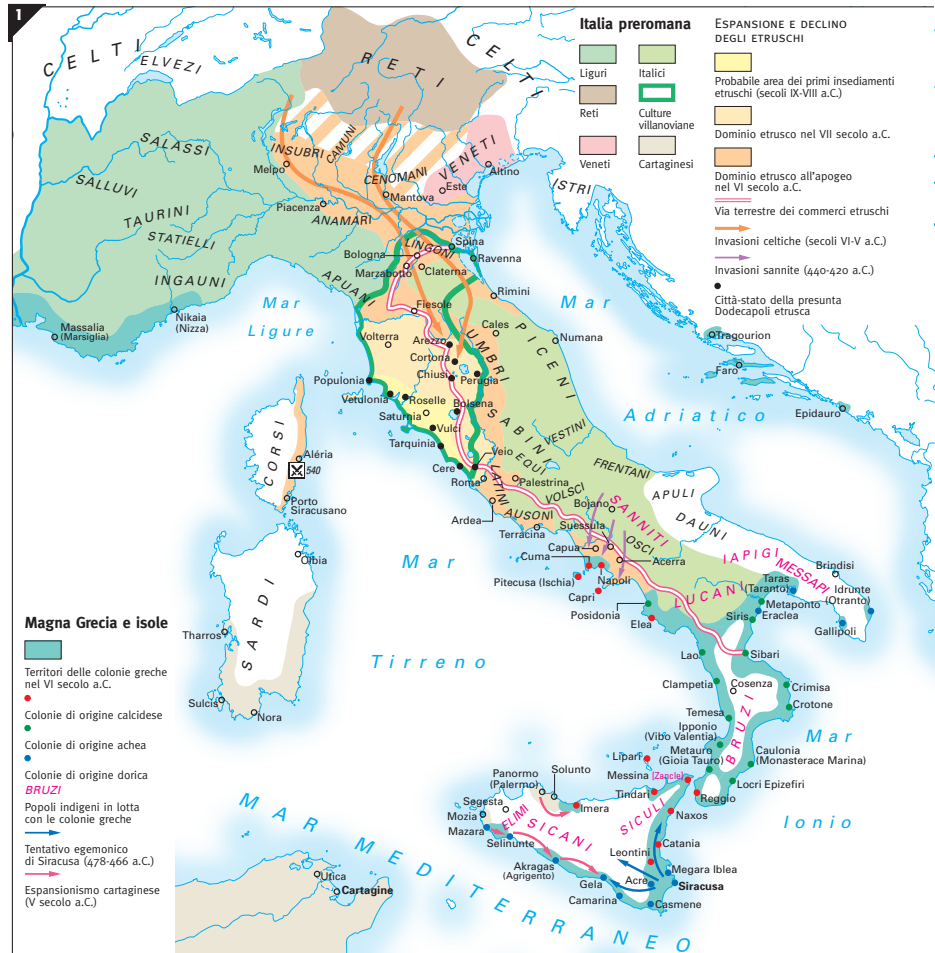 1
Italia preromana
Liguri
Italici
Reti
Culture
villanoviane
Veneti
Cartaginesi
ESPANSIONE E DECLINO
DEGLI ETRUSCHI
Probabile area dei primi insediamenti
etruschi (secoli IX-VIII a.C.)
Dominio etrusco nel VII secolo a.C.
Dominio etrusco all'apogeo
nel VI secolo a.C.
Via terrestre dei commerci etruschi
Invasioni celtiche (secoli VI-V a.C.)
Invasioni sannite (440-420 a.C.)
Città-stato della presunta
Dodecapoli etrusca
CELTI
ELVEZI
RETI
CELTI
SALASSI
INSUBRI
CAMUNI
Melpo
CENOMANI
VENETI
Altino
Este
ISTRI
SALLUVI
TAURINI
Piacenza
Mantova
ANAMARI
STATIELLI
LINGONI
Spina
Bologna
Ravenna
Marzabotto
Claterna
INGAUNI
APUANI
Rimini
Fiesole
Mar
Ligure
Nikaia
(Nizza)
Massalia
(Marsiglia)
Mar
Adriatico
Volterra
Arezzo
Cales
PICENI
Numana
Tragourion
Faro
Epidauro
Cortona
UMBRI
Chiusi
Perugia
Populonia
Vetulonia
Roselle
Bolsena
Saturnia
SABINI
Vulci
VESTINI
Tarquinia
Veio
EQUI
FRENTANI
Cere
Roma
LATINI
Palestrina
CORSI
Aléria
540
Porto
Siracusano
Ardea
VOLSCI
Bojano
SANNITI
APULI
DAUNI
AUSONI
Suessula
Terracina
OSCI
Capua
Acerra
Cuma
IAPIGI
MESSAPI
Brindisi
Olbia
Mar
Tirreno
Pitecusa (Ischia)
Napoli
Capri
LUCANI
Taras
(Taranto)
Idrunte
(Otranto)
Posidonia
Metaponto
Siris
Eraclea
Gallipoli
Elea
SARDI
Tharros
Sulcis
Nora
Lao
Sibari
Clampetia
Cosenza
Crimisa
Crotone
Temesa
BRUZI
Ipponio
(Vibo Valentia)
Mar
Ionio
Metauro
(Gioia Tauro)
Caulonia
(Monasterace Marina)
Lipari
Messina (Zancle)
Locri Epizefiri
Reggio
Panormo
(Palermo)
Solunto
Tindari
Segesta
Imera
Naxos
Mozia
ELIMI
SICANI
SICULI
Mazara
Catania
Selinunte
Leontini
Akragas
(Agrigento)
Megara Iblea
Gela
Acre
Siracusa
Camarina
Casmene
MAR MEDITERRANEO
Utica
Cartagine
Magna Grecia e isole
Territori delle colonie greche
nel VI secolo a.C.
Colonie di origine calcidese
Colonie di origine achea
Colonie di origine dorica
BRUZI
Popoli indigeni in lotta
con le colonie greche
Tentativo egemonico
di Siracusa (478-466 a.C.)
Espansionismo cartaginese
(V secolo a.C.)